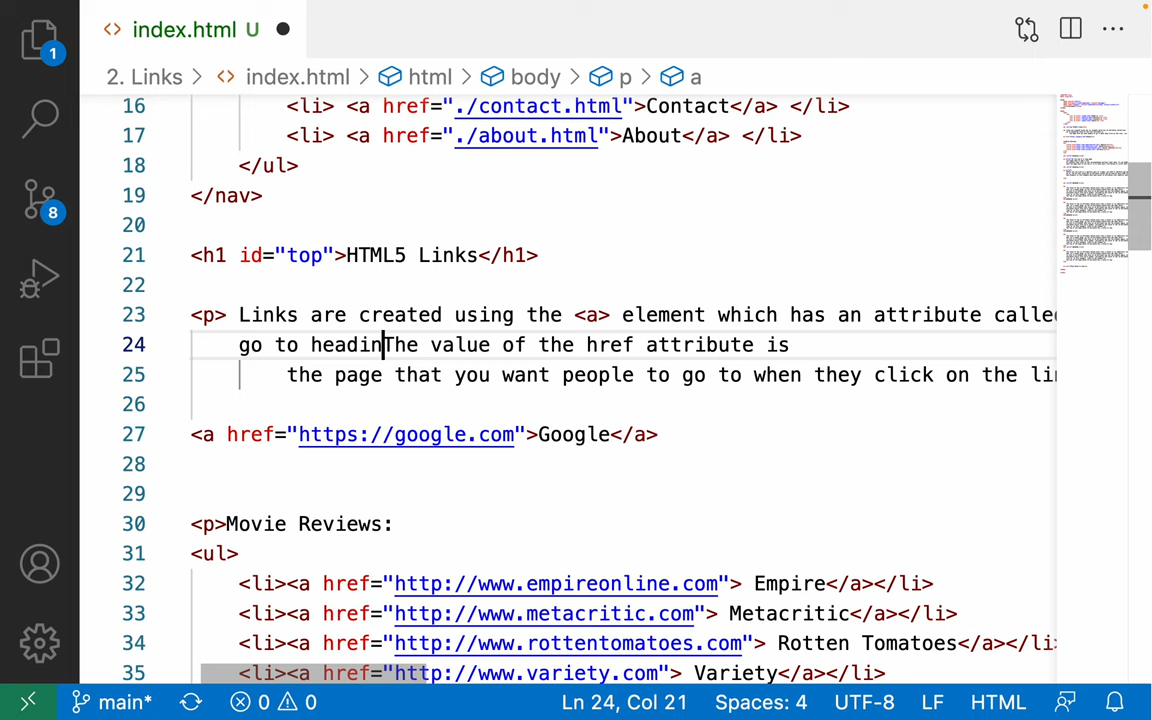 index.html U
1
2. Links > index.html > html > body > p > a
16 <li> <a href="./contact.html">Contact</a> </li>
17 <li> <a href="./about.html">About</a> </li>
18 </ul>
19 </nav>
20
21 <h1 id="top">HTML5 Links</h1>
22
23 <p> Links are created using the <a> element which has an attribute called
24 go to headinThe value of the href attribute is
25 the page that you want people to go to when they click on the lin
26
27 <a href="https://google.com">Google</a>
28
29
30 <p>Movie Reviews:
31 <ul>
32 <li><a href="http://www.empireonline.com"> Empire</a></li>
33 <li><a href="http://www.metacritic.com"> Metacritic</a></li>
34 <li><a href="http://www.rottentomatoes.com"> Rotten Tomatoes</a></li>
35 <li><a href="http://www.variety.com"> Variety</a></li>
8
main* 0 0 Ln 24, Col 21 Spaces: 4 UTF-8 LF HTML